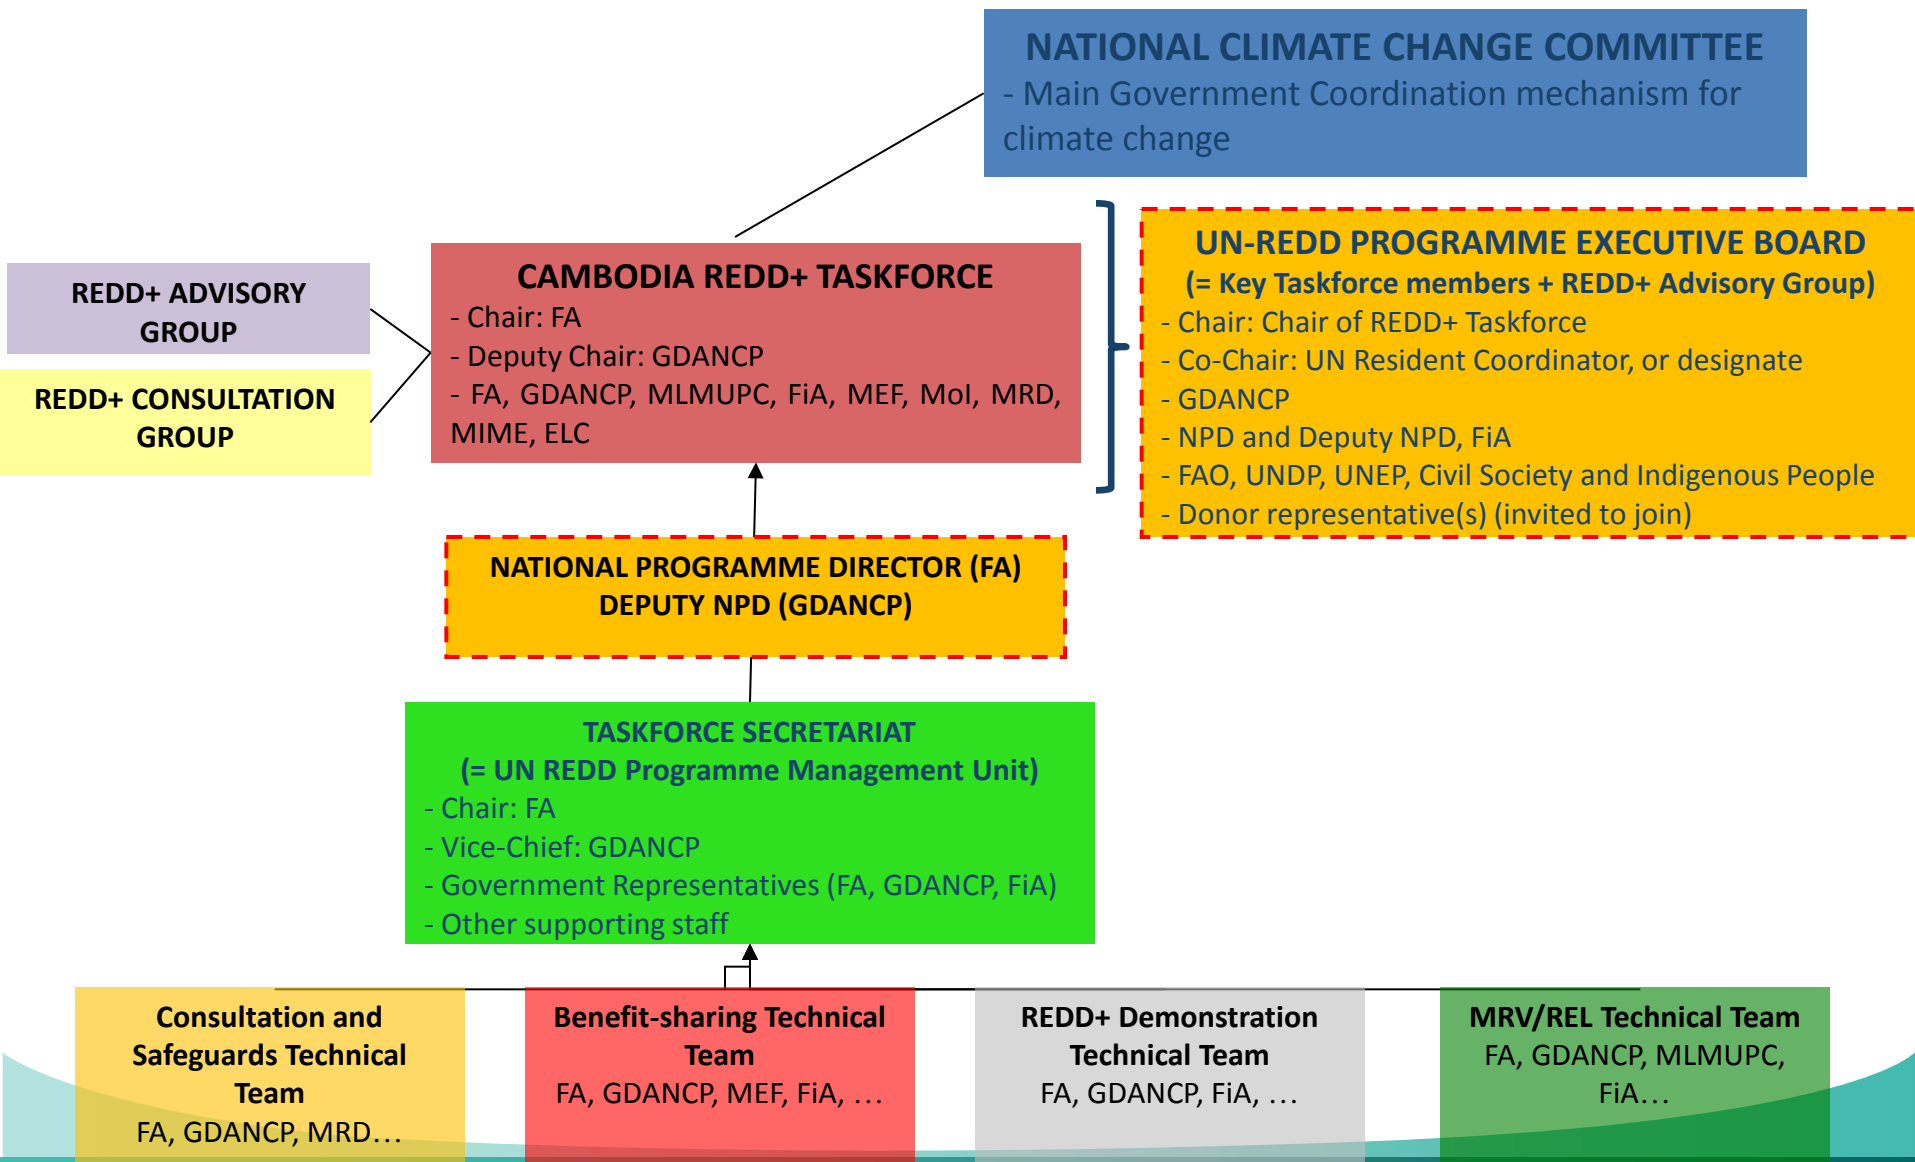 NATIONAL CLIMATE CHANGE COMMITTEE
- Main Government Coordination mechanism for
climate change
UN-REDD PROGRAMME EXECUTIVE BOARD
(= Key Taskforce members + REDD+ Advisory Group)
- Chair: Chair of REDD+ Taskforce
- Co-Chair: UN Resident Coordinator, or designate
- GDANCP
- NPD and Deputy NPD, FiA
- FAO, UNDP, UNEP, Civil Society and Indigenous People
- Donor representative(s) (invited to join)
CAMBODIA REDD+ TASKFORCE
- Chair: FA
- Deputy Chair: GDANCP
- FA, GDANCP, MLMUPC, FiA, MEF, MoI, MRD,
MIME, ELC
REDD+ ADVISORY
GROUP
REDD+ CONSULTATION
GROUP
NATIONAL PROGRAMME DIRECTOR (FA)
DEPUTY NPD (GDANCP)
TASKFORCE SECRETARIAT
(= UN REDD Programme Management Unit)
- Chair: FA
- Vice-Chief: GDANCP
- Government Representatives (FA, GDANCP, FiA)
- Other supporting staff
Consultation and
Safeguards Technical
Team
FA, GDANCP, MRD…
Benefit-sharing Technical
Team
FA, GDANCP, MEF, FiA, …
REDD+ Demonstration
Technical Team
FA, GDANCP, FiA, …
MRV/REL Technical Team
FA, GDANCP, MLMUPC,
FiA…